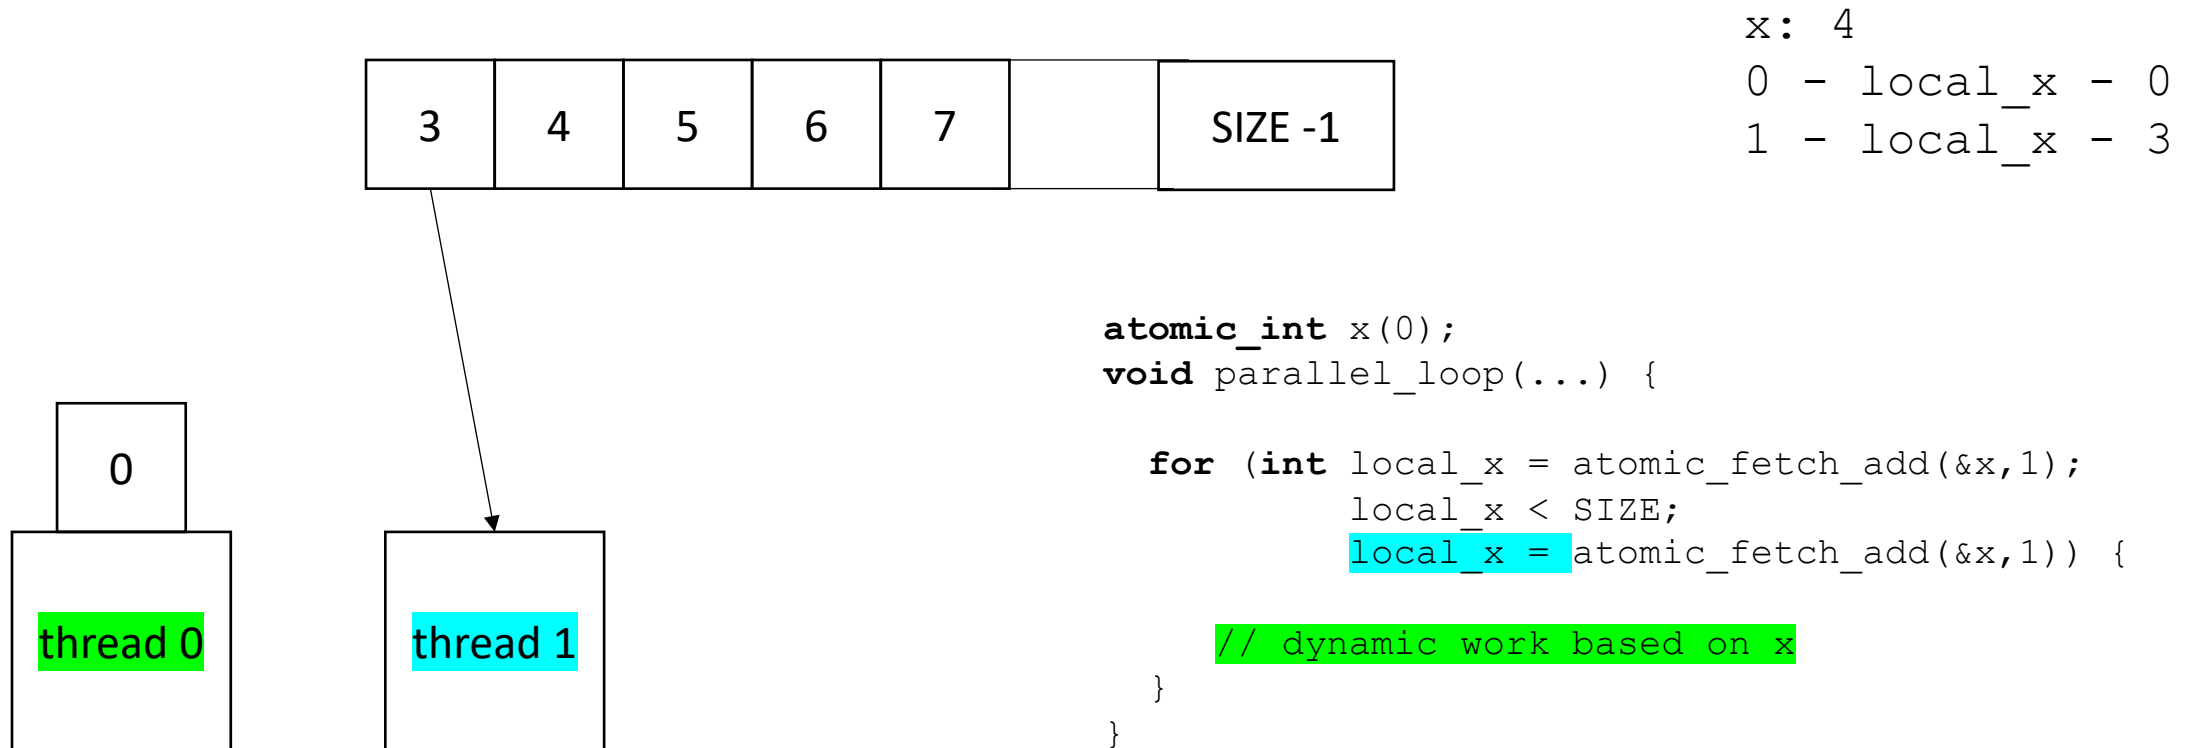 x: 4
0 - local_x - 0
1 - local_x - 3
3 4 5 6 7 SIZE -1
atomic_int x(0);
void parallel_loop(...) {
for (int local_x = atomic_fetch_add(&x,1);
local_x < SIZE;
local_x = atomic_fetch_add(&x,1)) {
// dynamic work based on x
}
}
0
thread 0
thread 1